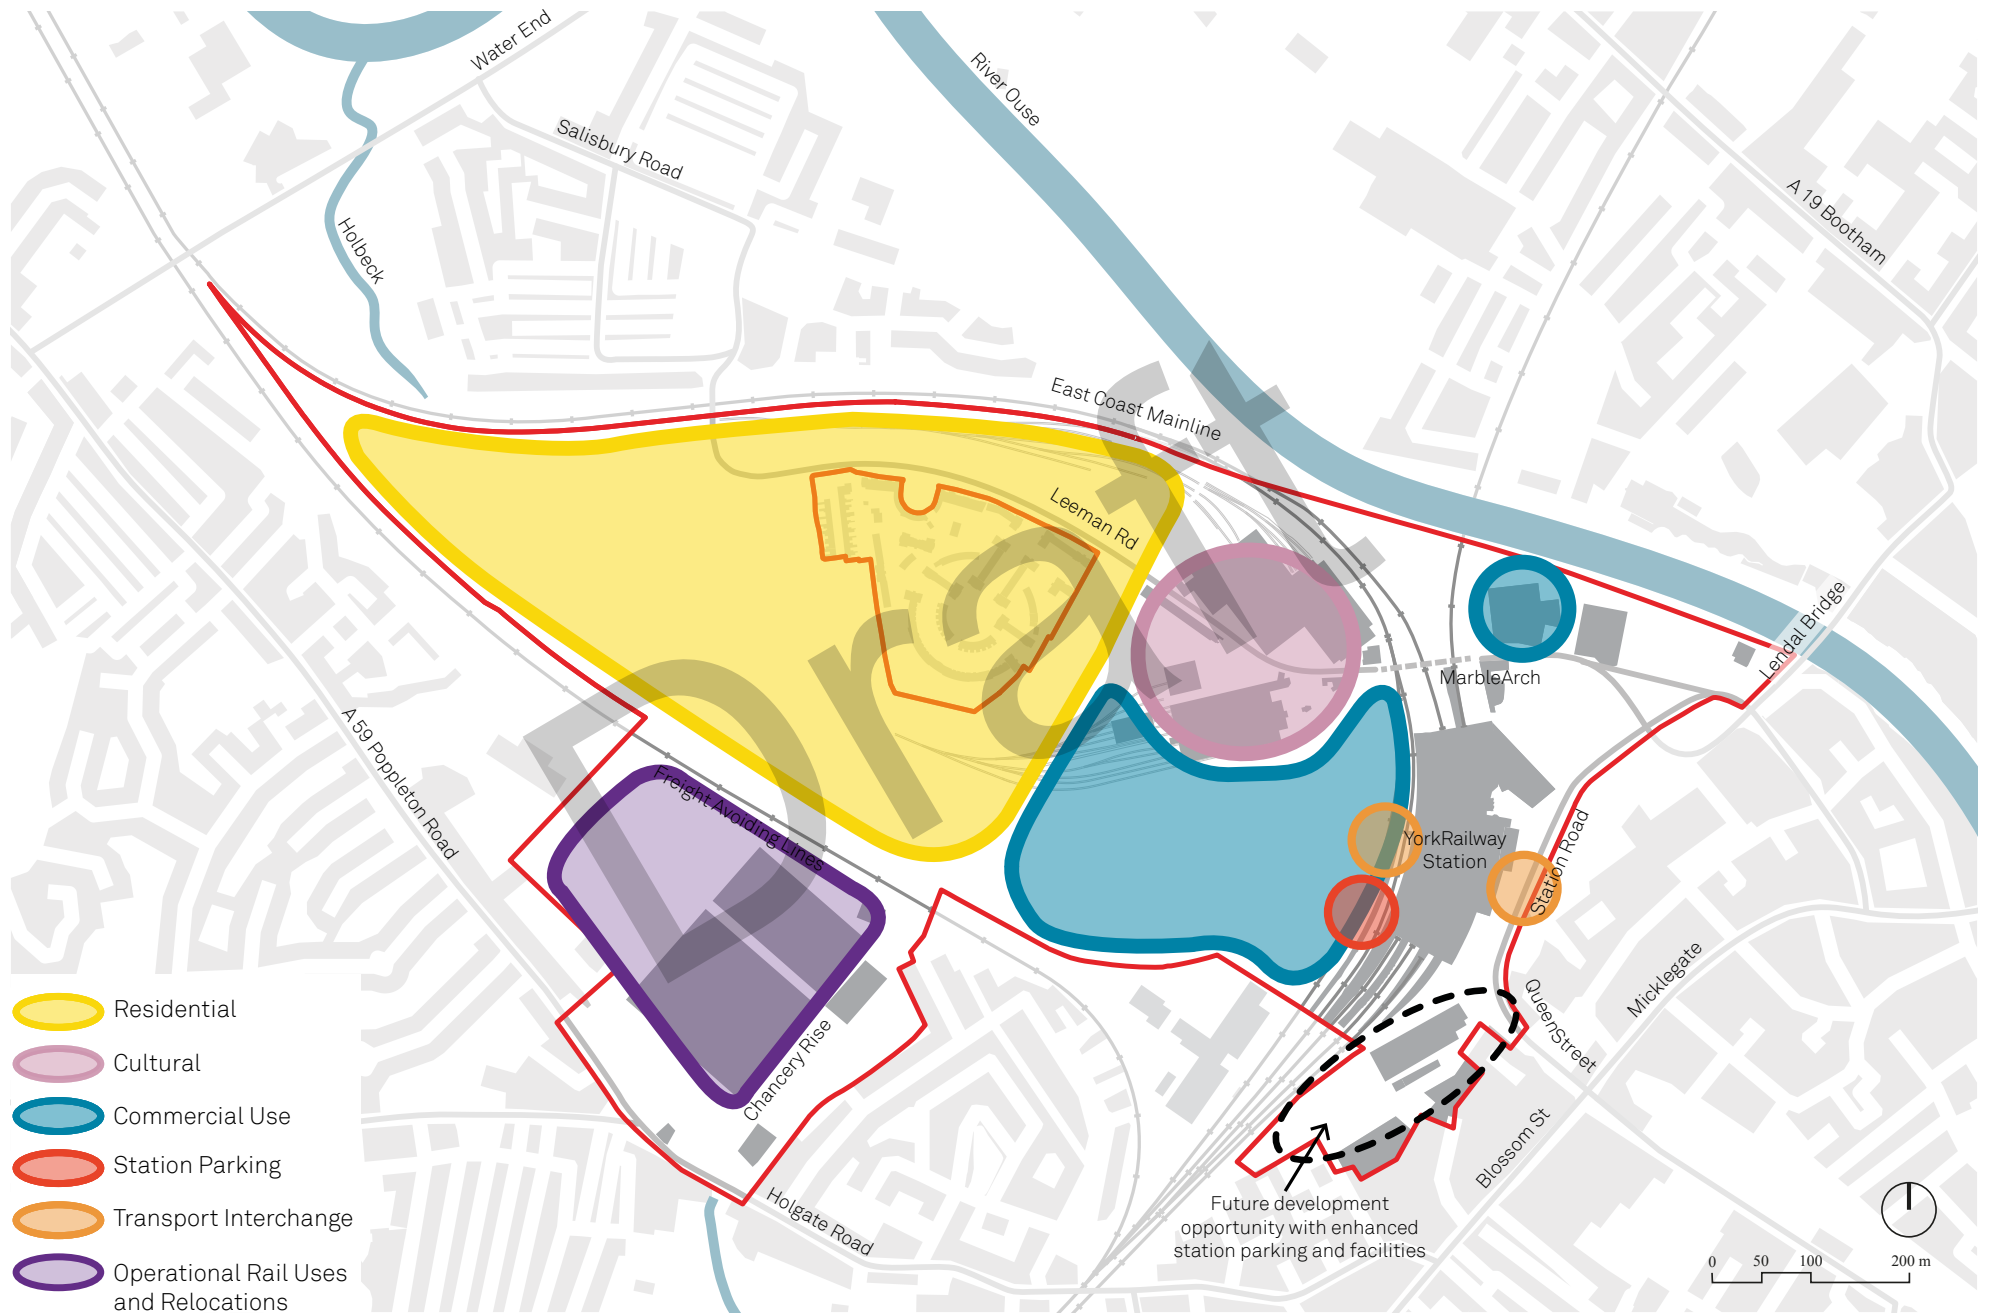 Water End
River Ouse
Salisbury Road
A 19 Bootham
Holbeck
East Coast Mainline
Leeman Rd
Draft
Lendal Bridge
MarbleArch
A 59 Poppleton Road
Freight Avoiding Lines
YorkRailway
Station
Station Road
Micklegate
QueenStreet
Chancery Rise
Blossom St
Holgate Road
Future development
opportunity with enhanced
station parking and facilities
Residential
Cultural
Commercial Use
Station Parking
Transport Interchange
Operational Rail Uses
and Relocations
0 50 100 200 m